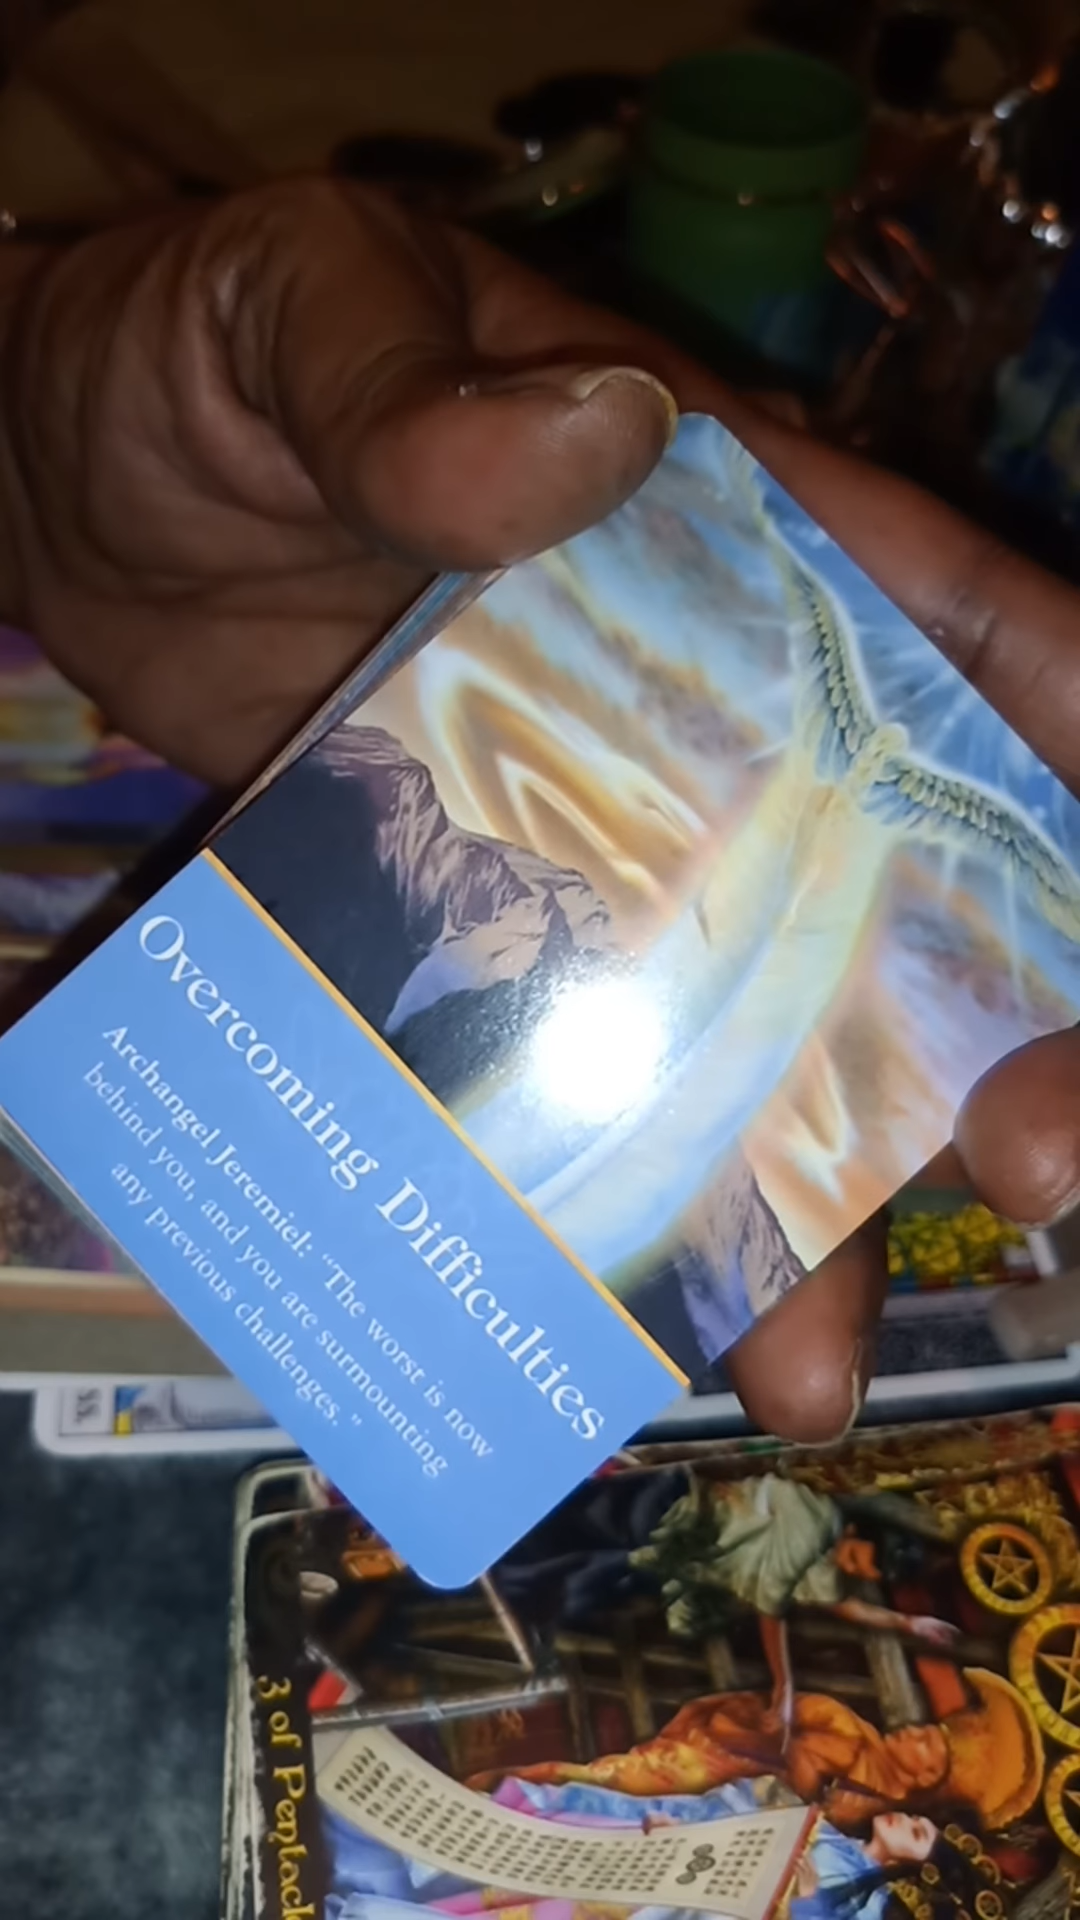 Overcoming Difficulties
Archangel Jeremiel: “The worst is now
behind you, and you are surmounting
any previous challenges.”
3 of Pentacl